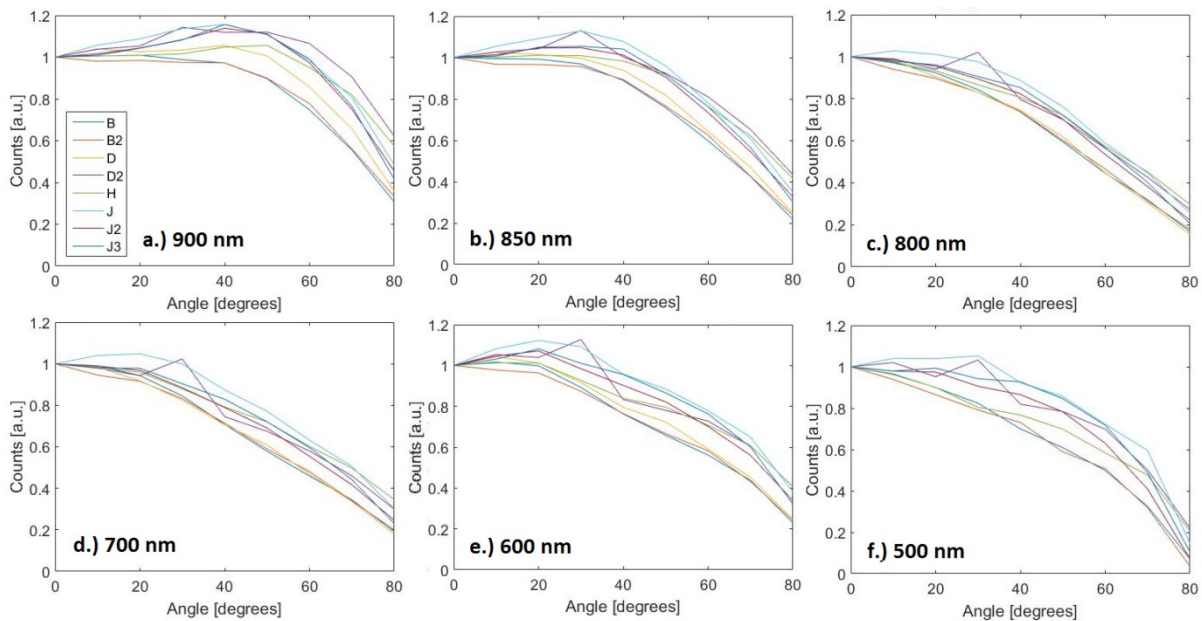 1.2
1
0.8
0.6
0.4
0.2
0
Counts [a.u.]
B
B2
D
D2
H
J
J2
J3
a.) 900 nm
0 20 40 60 80
Angle [degrees]
1.2
1
0.8
0.6
0.4
0.2
0
Counts [a.u.]
b.) 850 nm
0 20 40 60 80
Angle [degrees]
1.2
1
0.8
0.6
0.4
0.2
0
Counts [a.u.]
c.) 800 nm
0 20 40 60 80
Angle [degrees]
1.2
1
0.8
0.6
0.4
0.2
0
Counts [a.u.]
d.) 700 nm
0 20 40 60 80
Angle [degrees]
1.2
1
0.8
0.6
0.4
0.2
0
Counts [a.u.]
e.) 600 nm
0 20 40 60 80
Angle [degrees]
1.2
1
0.8
0.6
0.4
0.2
0
Counts [a.u.]
f.) 500 nm
0 20 40 60 80
Angle [degrees]